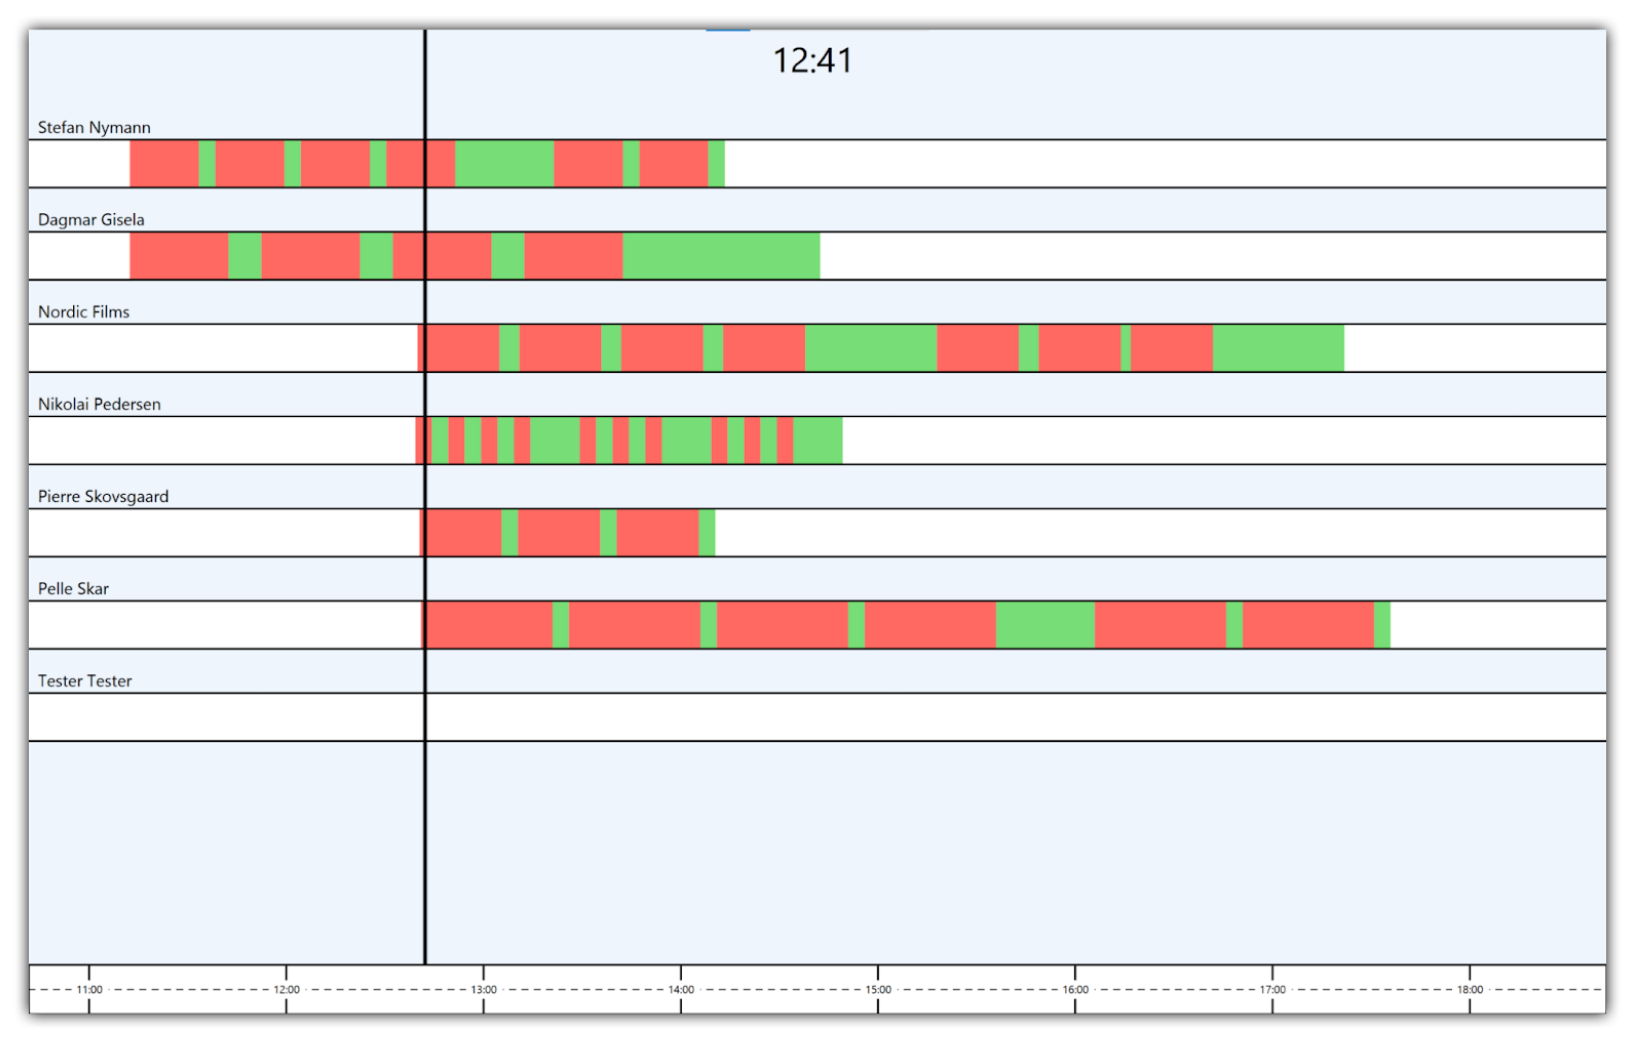 12:41
Stefan Nymann
Dagmar Gisela
Nordic Films
Nikolai Pedersen
Pierre Skovsgaard
Pelle Skar
Tester Tester
11:00 12:00 13:00 14:00 15:00 16:00 17:00 18:00